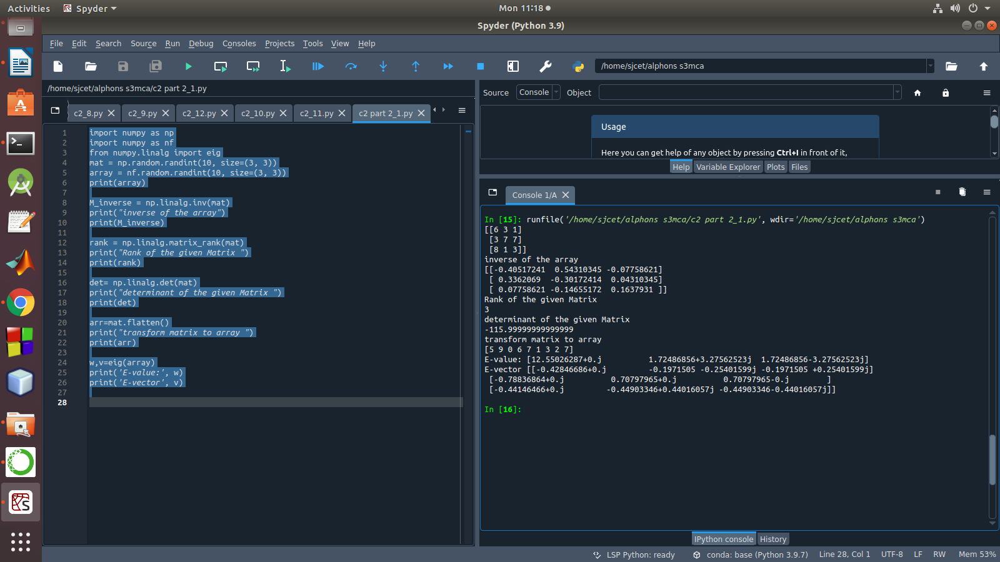 Activities
Spyder
Mon 11:18
Spyder (Python 3.9)
File Edit Search Source Run Debug Consoles Projects Tools View Help
/home/sjcet/alphons s3mca
/home/sjcet/alphons s3mca/c2 part 2_1.py
c2_8.py c2_9.py c2_12.py c2_10.py c2_11.py c2 part 2_1.py
1 import numpy as np
2 import numpy as nf
3 from numpy.linalg import eig
4 mat = np.random.randint(10, size=(3, 3))
5 array = nf.random.randint(10, size=(3, 3))
6 print(array)
7
8 M_inverse = np.linalg.inv(mat)
9 print("inverse of the array")
10 print(M_inverse)
11
12 rank = np.linalg.matrix_rank(mat)
13 print("Rank of the given Matrix ")
14 print(rank)
15
16 det= np.linalg.det(mat)
17 print("determinant of the given Matrix ")
18 print(det)
19
20 arr=mat.flatten()
21 print("transform matrix to array ")
22 print(arr)
23
24 w,v=eig(array)
25 print('E-value:', w)
26 print('E-vector', v)
27
28
Source Console Object
Usage
Here you can get help of any object by pressing Ctrl+I in front of it,
Help Variable Explorer Plots Files
Console 1/A
In [15]: runfile('/home/sjcet/alphons s3mca/c2 part 2_1.py', wdir='/home/sjcet/alphons s3mca')
[[6 3 1]
[3 7 7]
[8 1 3]]
inverse of the array
[[-0.40517241 0.54310345 -0.07758621]
[ 0.3362069 -0.30172414 0.04310345]
[ 0.07758621 -0.14655172 0.1637931 ]]
Rank of the given Matrix
3
determinant of the given Matrix
-115.99999999999999
transform matrix to array
[5 9 0 6 7 1 3 2 7]
E-value: [12.55026287+0.j 1.72486856+3.27562523j 1.72486856-3.27562523j]
E-vector [[-0.42846686+0.j -0.1971505 -0.25401599j -0.1971505 +0.25401599j]
[-0.78836864+0.j 0.70797965+0.j 0.70797965-0.j ]
[-0.44146466+0.j -0.44903346+0.44016057j -0.44903346-0.44016057j]]
In [16]:
IPython console History
LSP Python: ready conda: base (Python 3.9.7) Line 28, Col 1 UTF-8 LF RW Mem 53%